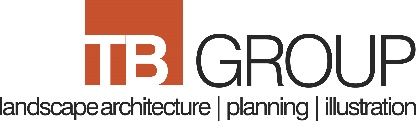 TB GROUP
landscape architecture | planning | illustration